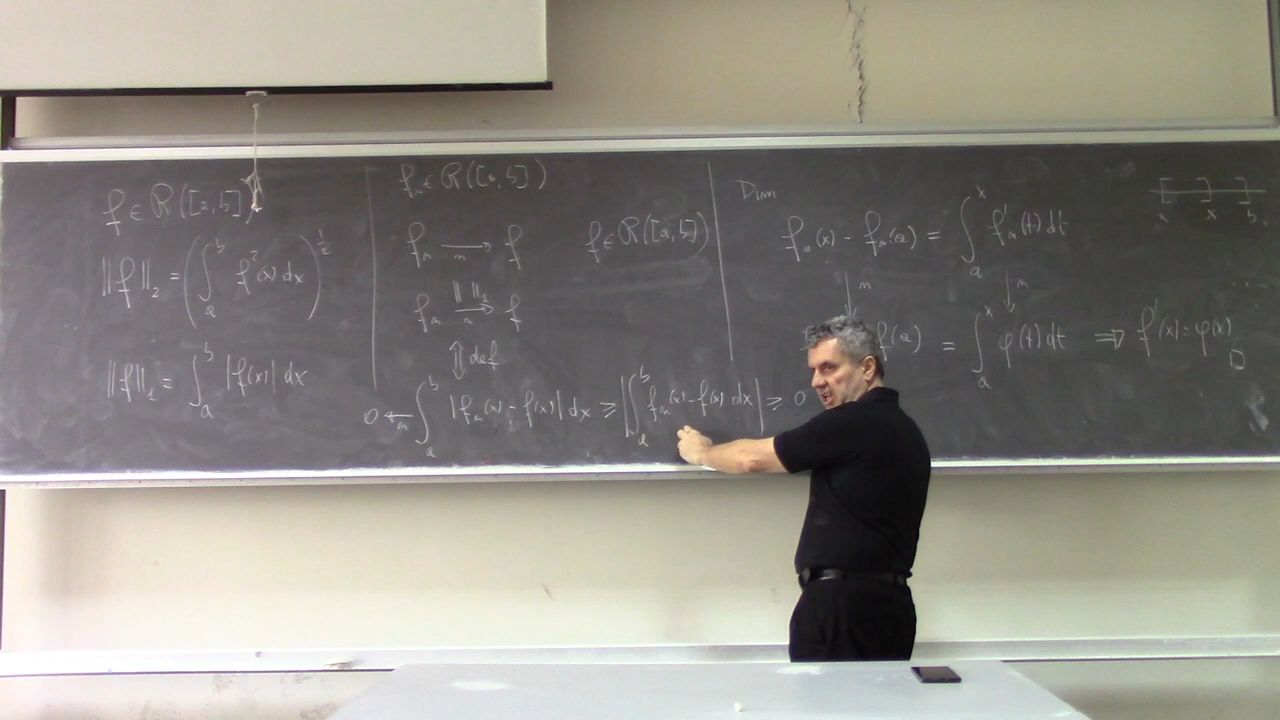 f ∈ R([a,b])
‖f‖₂ = (∫ₐᵇ f²(x) dx)^½
‖f‖₁ = ∫ₐᵇ |f(x)| dx
fₙ ∈ R([a,b])
fₙ →ₙ f f ∈ R([a,b])
fₙ →ₙ f ‖ ‖₁
⇕ def
0 ←ₙ ∫ₐᵇ |fₙ(x) - f(x)| dx ≥ |∫ₐᵇ fₙ(x) - f(x) dx| ≥ 0
Dim
fₙ(x) - fₙ(a) = ∫ₐˣ f'ₙ(t) dt
↓ n ↓ n
f(a) = ∫ₐˣ φ(t) dt ⇒ f'(x) = φ(x)
□
[ ] ]
a x b